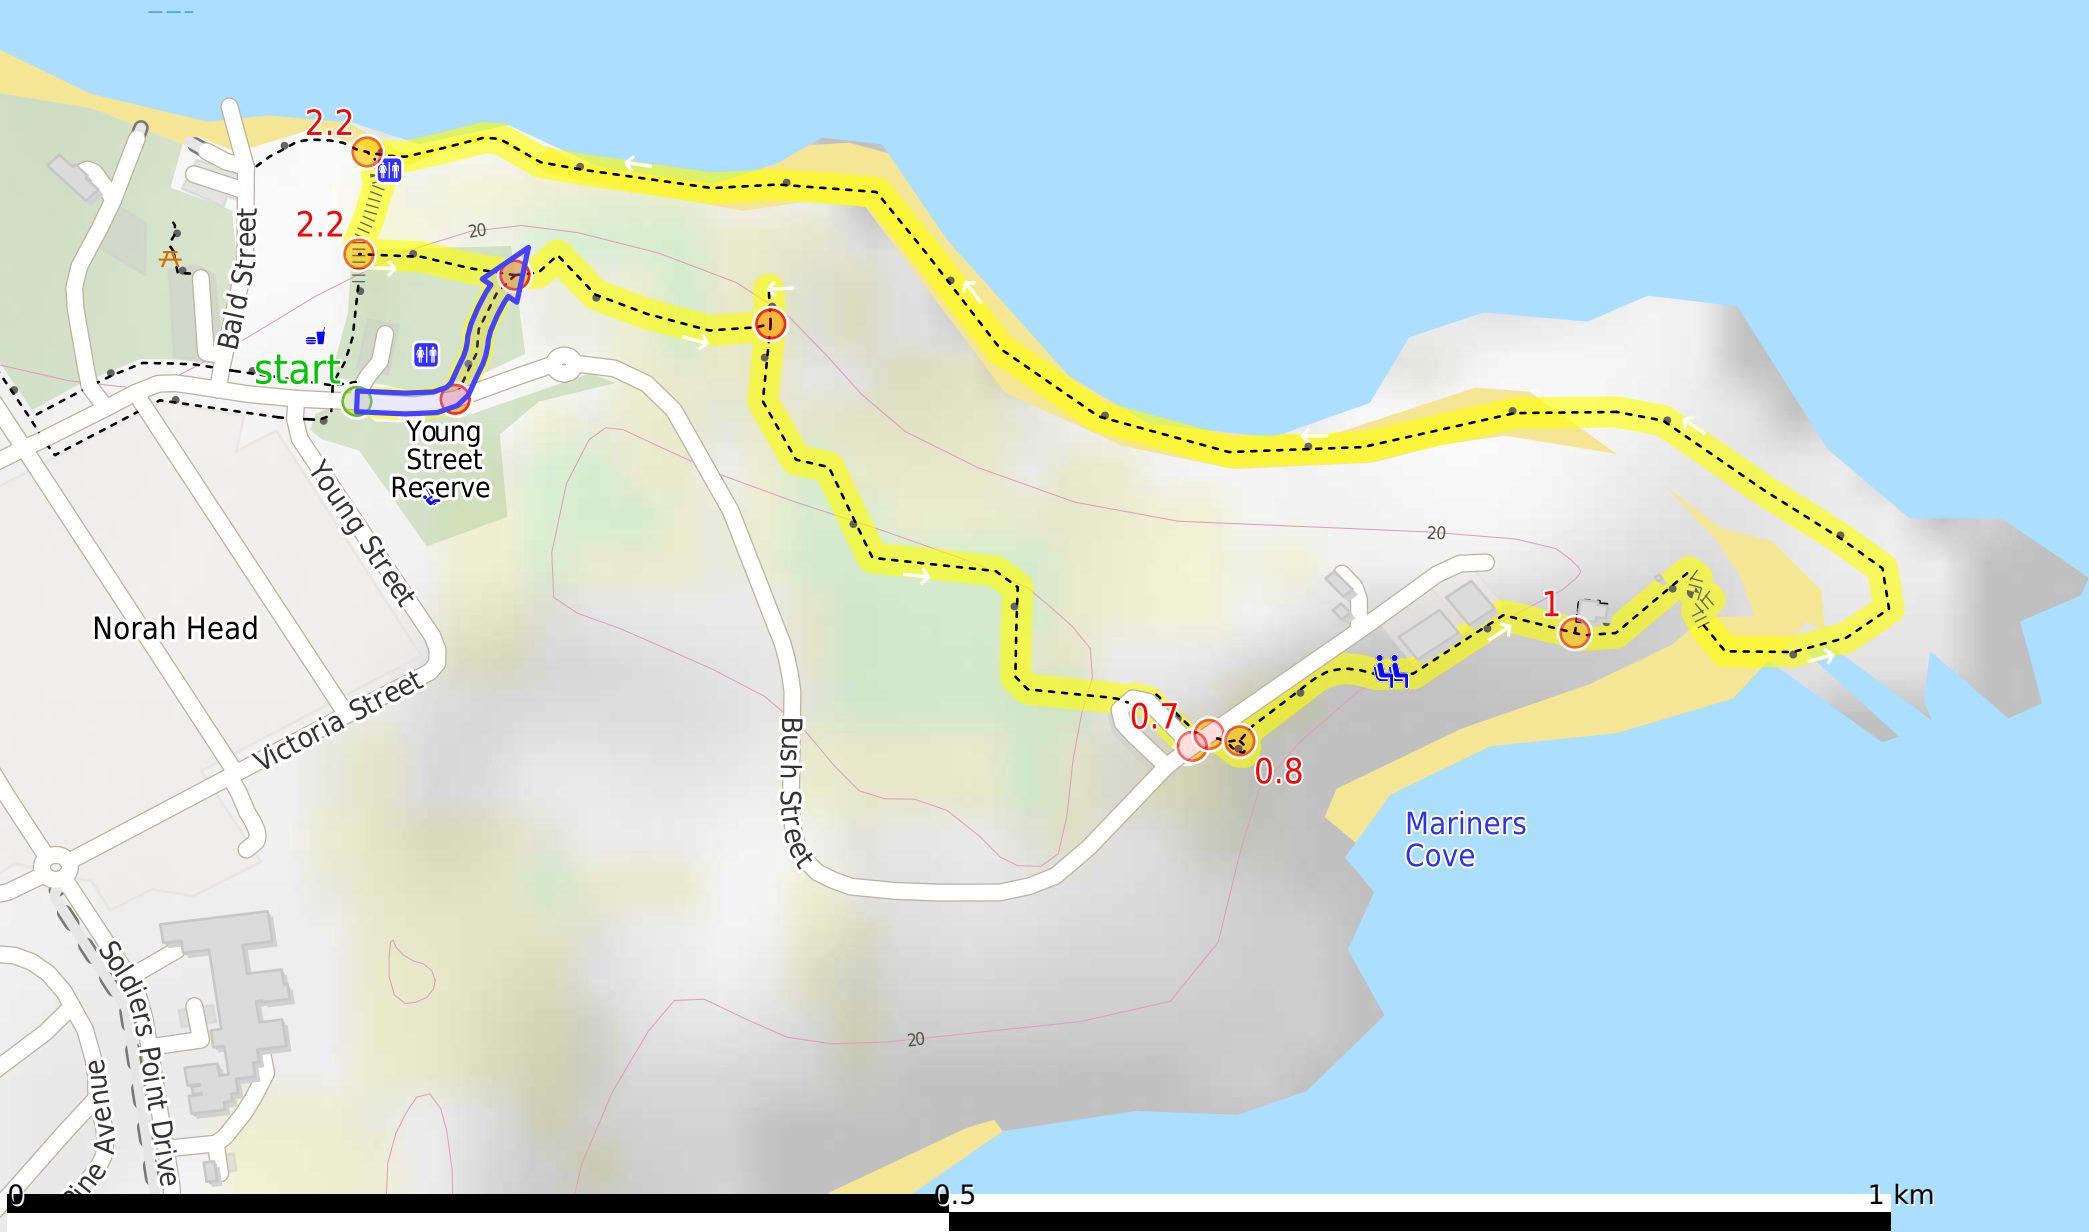 2.2
2.2
20
Bald Street
start
Young
Street
Reserve
Young Street
20
1
Norah Head
Victoria Street
Bush Street
0.7
0.8
Mariners
Cove
Soldiers Point Drive
20
ine Avenue
0
0.5
1 km